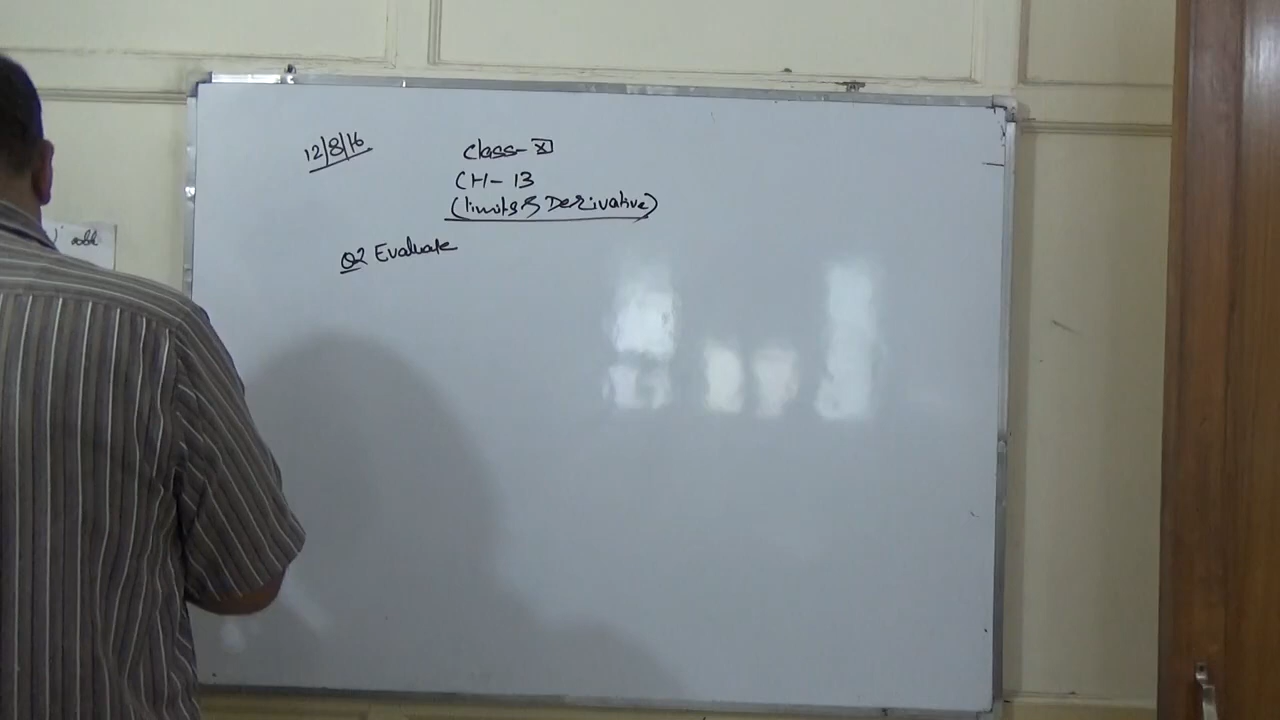 12/8/16
Class-XI
CH-13
(Limits & Derivative)
Q2 Evaluate